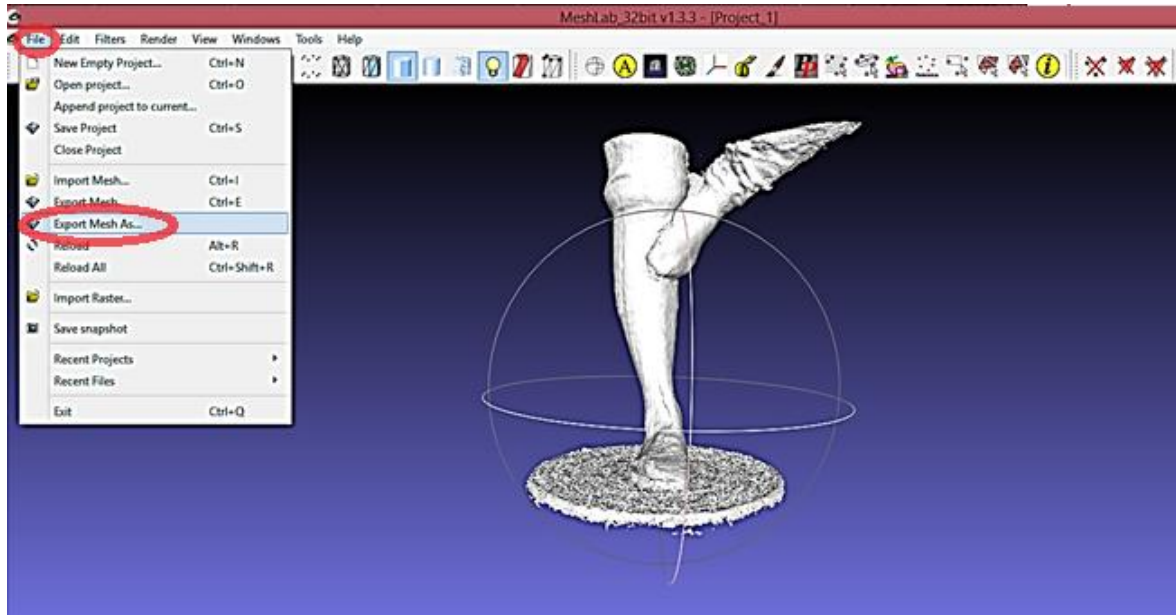 MeshLab_32bit v1.3.3 - [Project_1]
File Edit Filters Render View Windows Tools Help
New Empty Project... Ctrl+N
Open project... Ctrl+O
Append project to current...
Save Project Ctrl+S
Close Project
Import Mesh... Ctrl+I
Export Mesh... Ctrl+E
Export Mesh As...
Reload Alt+R
Reload All Ctrl+Shift+R
Import Raster...
Save snapshot
Recent Projects
Recent Files
Exit Ctrl+Q